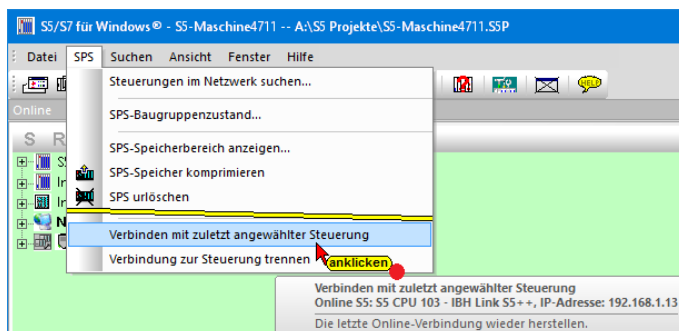 S5/S7 für Windows® - S5-Maschine4711 -- A:\S5 Projekte\S5-Maschine4711.S5P
Datei SPS Suchen Ansicht Fenster Hilfe
Steuerungen im Netzwerk suchen...
Online
SPS-Baugruppenzustand...
S R
SPS-Speicherbereich anzeigen...
SPS-Speicher komprimieren
SPS urlöschen
N
Verbinden mit zuletzt angewählter Steuerung
Verbindung zur Steuerung trennen
anklicken
Verbinden mit zuletzt angewählter Steuerung
Online S5: S5 CPU 103 - IBH Link S5++, IP-Adresse: 192.168.1.13
Die letzte Online-Verbindung wieder herstellen.